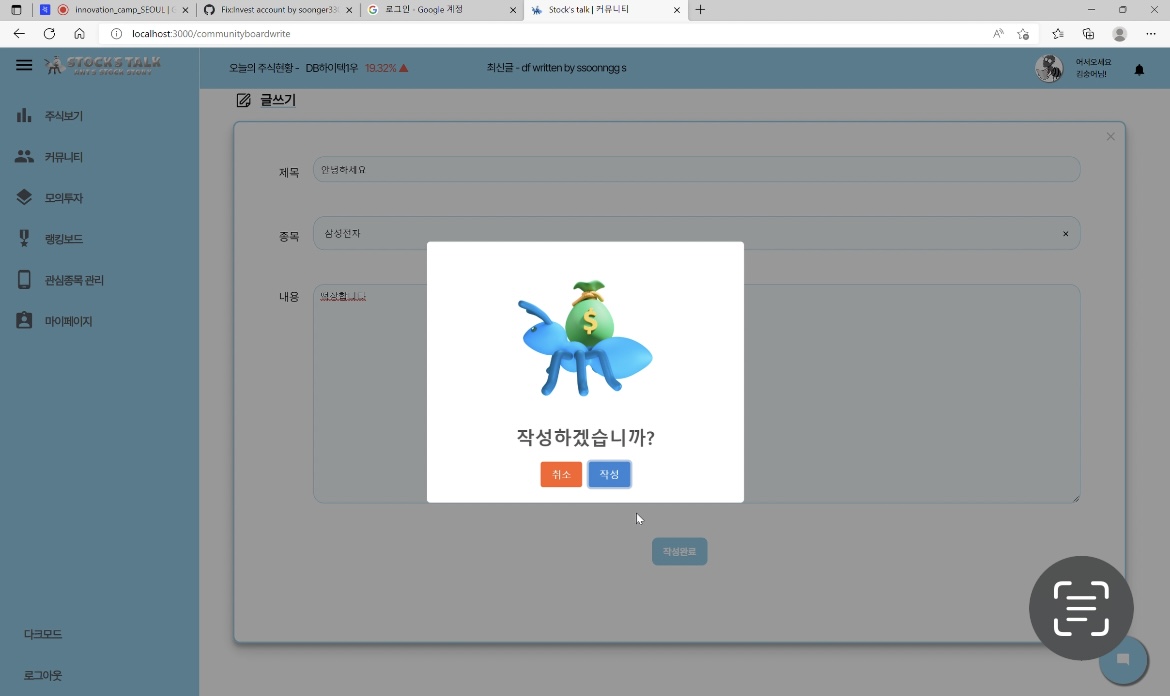 innovation_camp_SEOUL | G
Fix:Invest account by soonger33
로그인 - Google 계정
Stock's talk | 커뮤니티
localhost:3000/communityboardwrite
STOCK'S TALK
오늘의 주식현황 - DB하이텍1우 19.32% ▲
최신글 - df written by ssoonngg s
어서오세요
김숭어님!
주식보기
커뮤니티
모의투자
랭킹보드
관심종목 관리
마이페이지
다크모드
로그아웃
글쓰기
제목 안녕하세요
종목 삼성전자
내용
작성하겠습니까?
취소 작성
작성완료